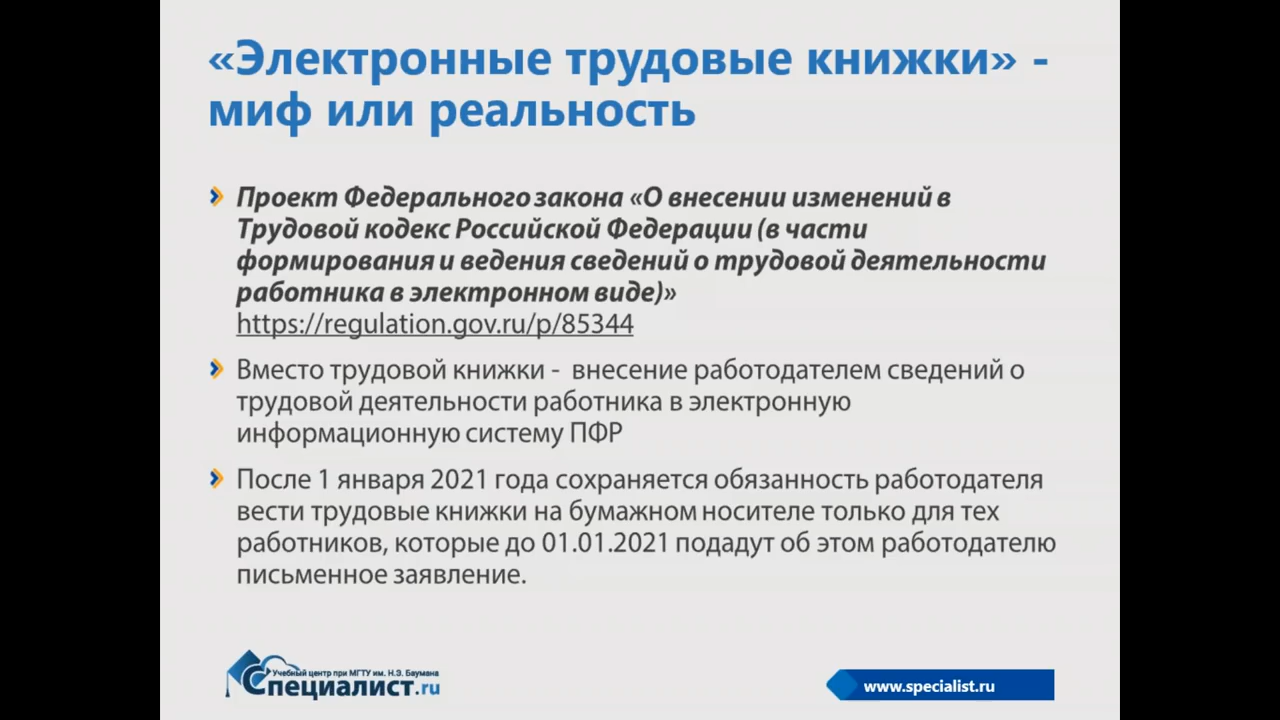 «Электронные трудовые книжки» -
миф или реальность
Проект Федерального закона «О внесении изменений в
Трудовой кодекс Российской Федерации (в части
формирования и ведения сведений о трудовой деятельности
работника в электронном виде)»
https://regulation.gov.ru/p/85344
Вместо трудовой книжки - внесение работодателем сведений о
трудовой деятельности работника в электронную
информационную систему ПФР
После 1 января 2021 года сохраняется обязанность работодателя
вести трудовые книжки на бумажном носителе только для тех
работников, которые до 01.01.2021 подадут об этом работодателю
письменное заявление.
Учебный центр при МГТУ им. Н.Э. Баумана
Специалист.ru
www.specialist.ru